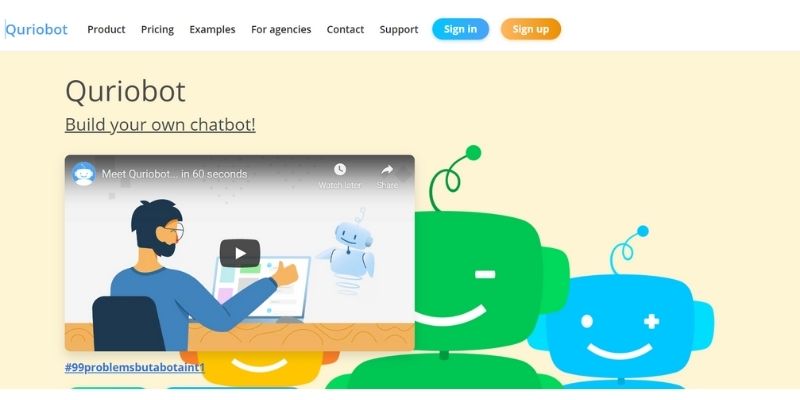 Quriobot Product Pricing Examples For agencies Contact Support Sign in Sign up
Quriobot
Build your own chatbot!
Meet Quriobot... in 60 seconds
Watch later Share
#99problemsbutabotaint1